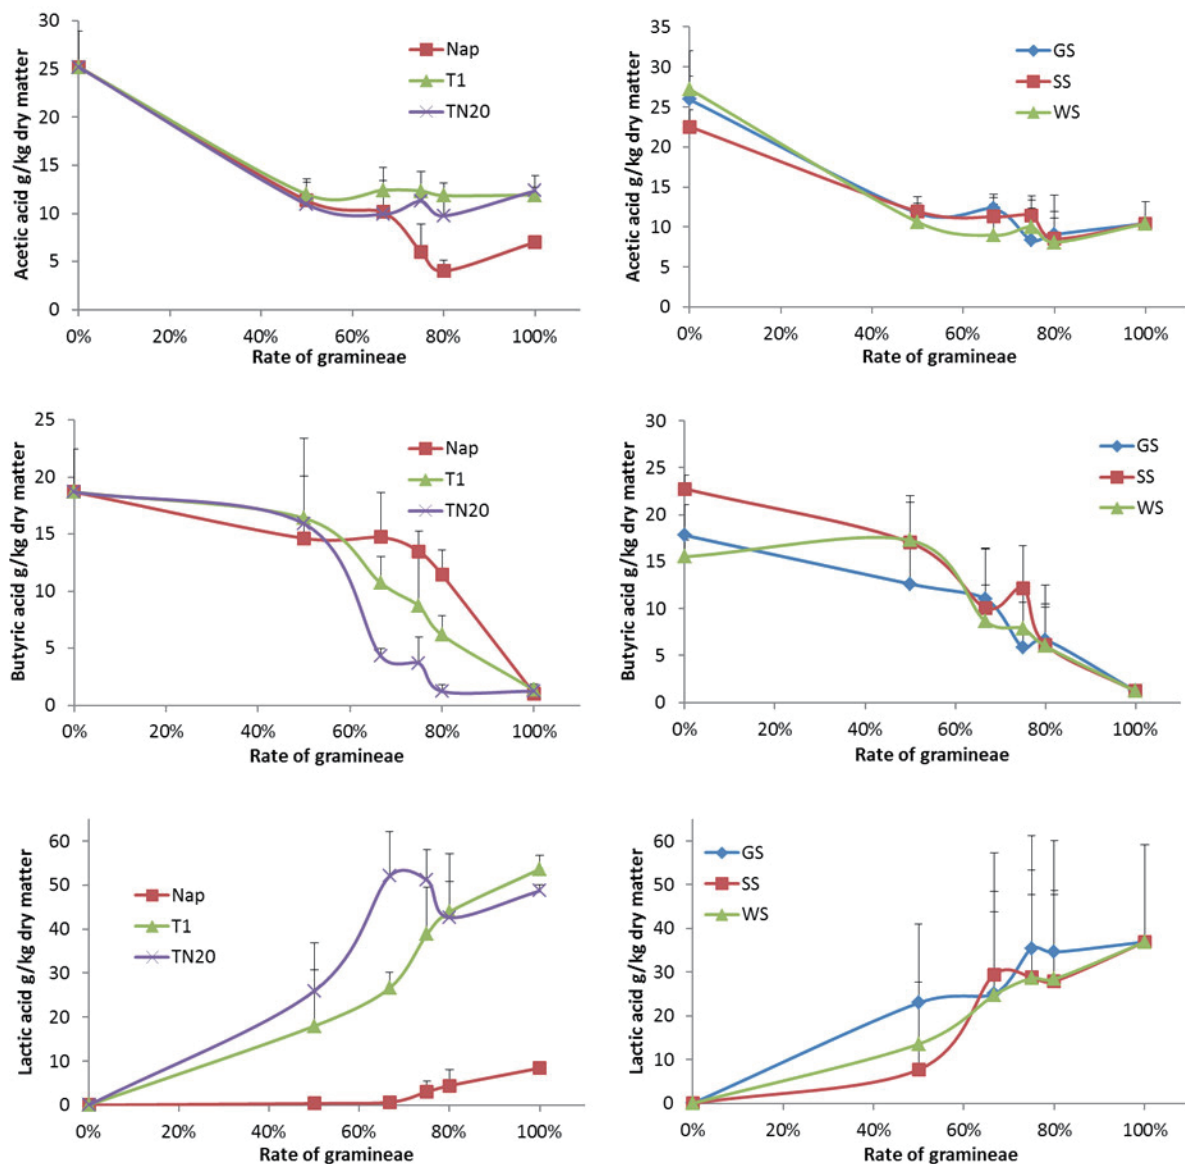 30
25
20
15
10
5
0
Acetic acid g/kg dry matter
Nap
T1
TN20
0% 20% 40% 60% 80% 100%
Rate of gramineae
35
30
25
20
15
10
5
0
Acetic acid g/kg dry matter
GS
SS
WS
0% 20% 40% 60% 80% 100%
Rate of gramineae
25
20
15
10
5
0
Butyric acid g/kg dry matter
Nap
T1
TN20
0% 20% 40% 60% 80% 100%
Rate of gramineae
30
25
20
15
10
5
0
Butyric acid g/kg dry matter
GS
SS
WS
0% 20% 40% 60% 80% 100%
Rate of gramineae
60
50
40
30
20
10
0
Lactic acid g/kg dry matter
Nap
T1
TN20
0% 20% 40% 60% 80% 100%
Rate of gramineae
60
50
40
30
20
10
0
Lactic acid g/kg dry matter
GS
SS
WS
0% 20% 40% 60% 80% 100%
Rate of gramineae